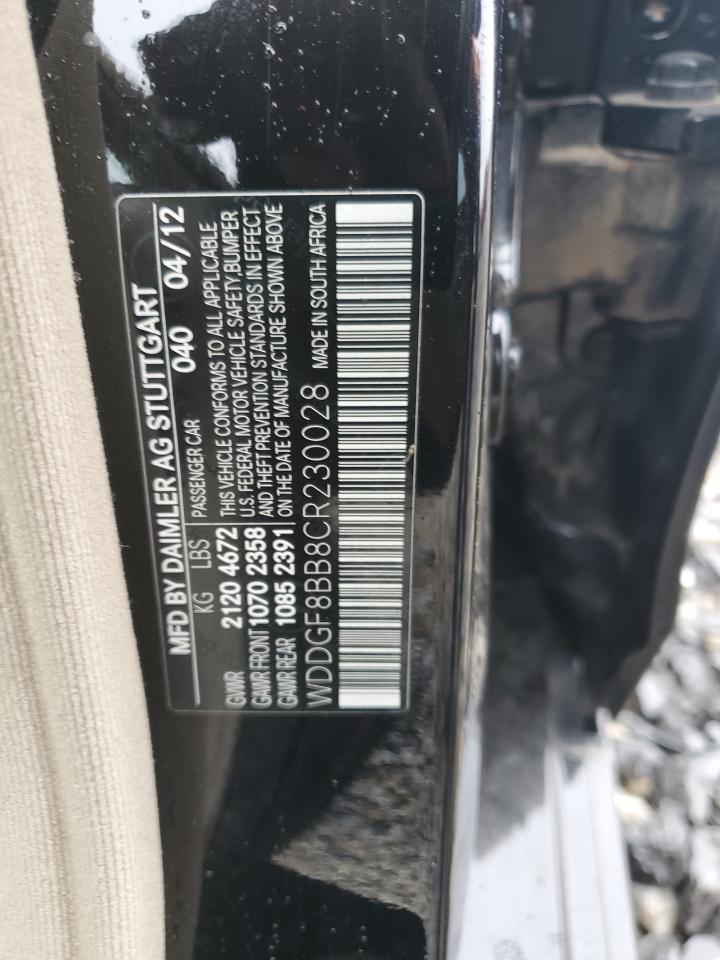 MFD BY DAIMLER AG STUTTGART
040 04/12
KG LBS PASSENGER CAR
GVWR 2120 4672
GAWR FRONT 1070 2358
GAWR REAR 1085 2391
THIS VEHICLE CONFORMS TO ALL APPLICABLE
U.S. FEDERAL MOTOR VEHICLE SAFETY,BUMPER
AND THEFT PREVENTION STANDARDS IN EFFECT
ON THE DATE OF MANUFACTURE SHOWN ABOVE
WDDGF8BB8CR230028 MADE IN SOUTH AFRICA